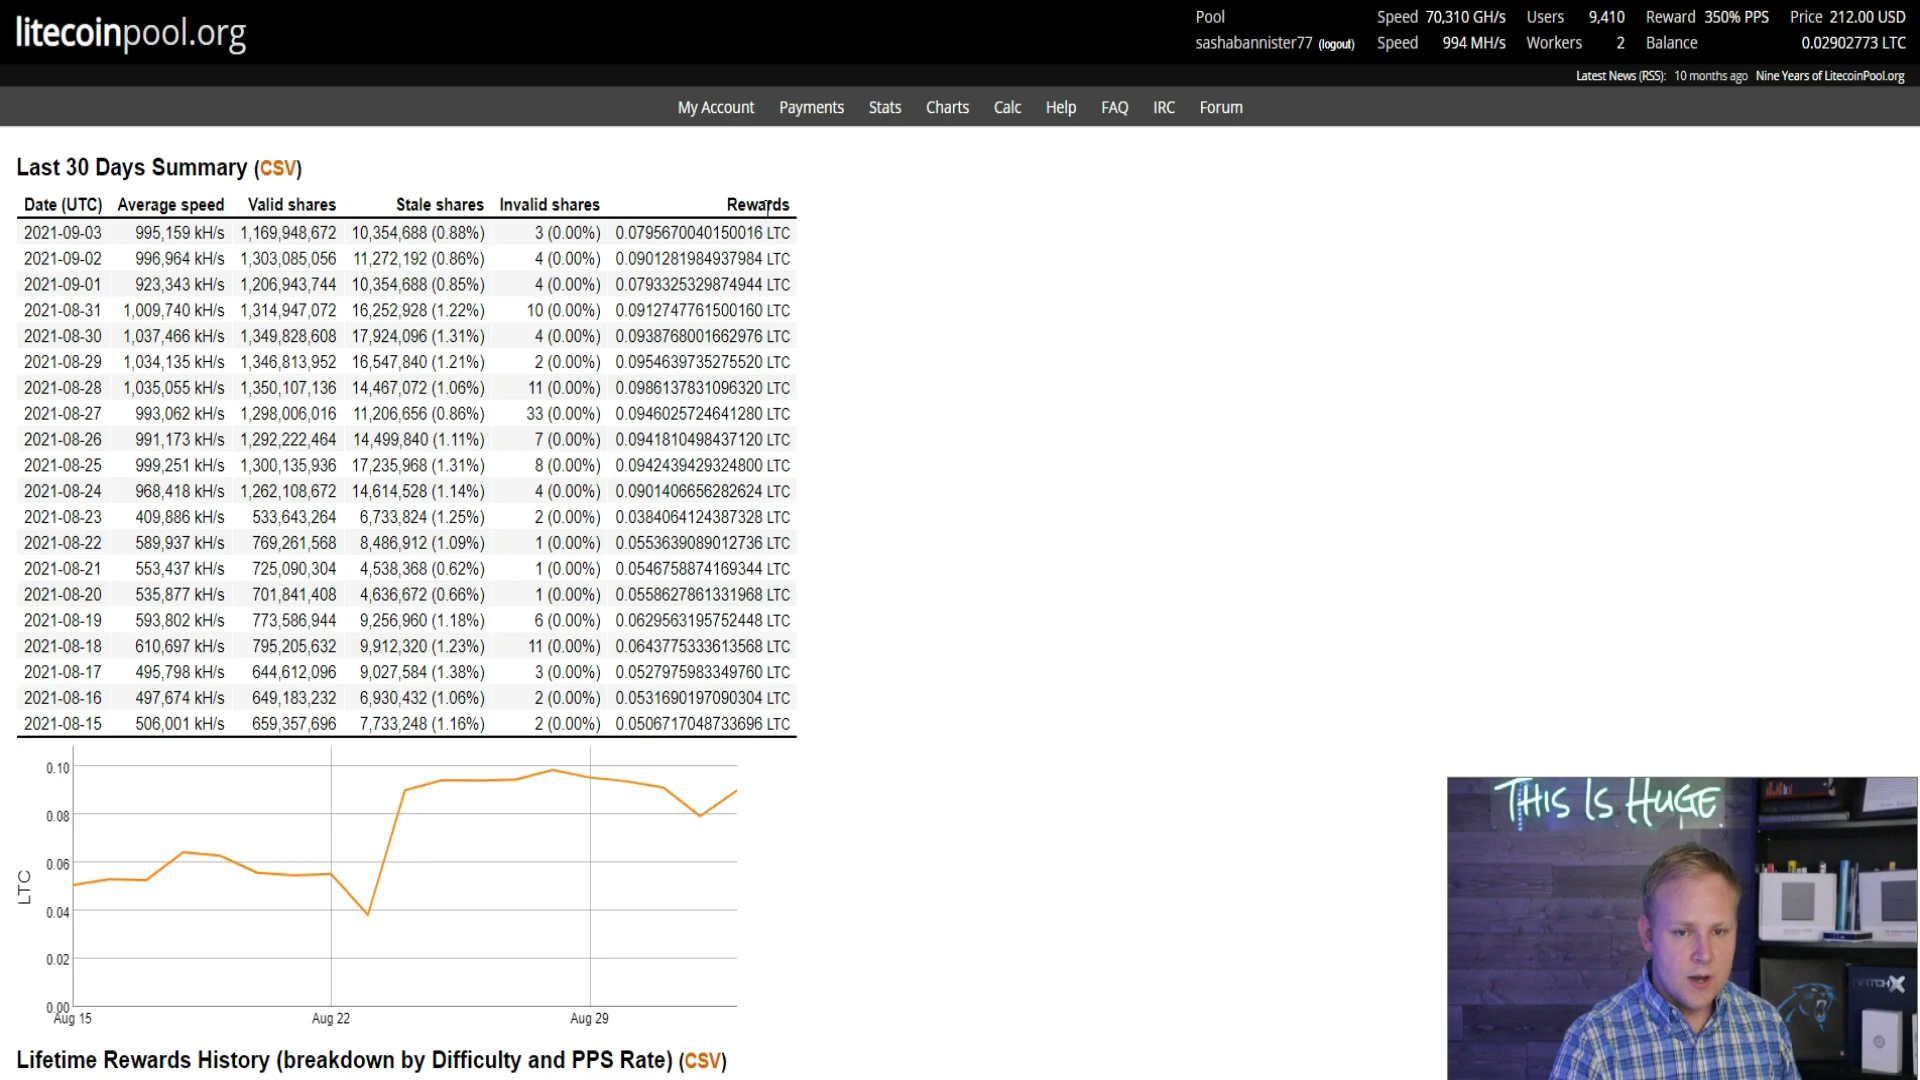 litecoinpool.org
Pool Speed 70,310 GH/s Users 9,410 Reward 350% PPS Price 212.00 USD
sashabannister77 (logout) Speed 994 MH/s Workers 2 Balance 0.02902773 LTC
Latest News (RSS): 10 months ago Nine Years of LitecoinPool.org
My Account Payments Stats Charts Calc Help FAQ IRC Forum
Last 30 Days Summary (CSV)
Date (UTC) Average speed Valid shares Stale shares Invalid shares Rewards
2021-09-03 995,159 kH/s 1,169,948,672 10,354,688 (0.88%) 3 (0.00%) 0.0795670040150016 LTC
2021-09-02 996,964 kH/s 1,303,085,056 11,272,192 (0.86%) 4 (0.00%) 0.0901281984937984 LTC
2021-09-01 923,343 kH/s 1,206,943,744 10,354,688 (0.85%) 4 (0.00%) 0.0793325329874944 LTC
2021-08-31 1,009,740 kH/s 1,314,947,072 16,252,928 (1.22%) 10 (0.00%) 0.0912747761500160 LTC
2021-08-30 1,037,466 kH/s 1,349,828,608 17,924,096 (1.31%) 4 (0.00%) 0.0938768001662976 LTC
2021-08-29 1,034,135 kH/s 1,346,813,952 16,547,840 (1.21%) 2 (0.00%) 0.0954639735275520 LTC
2021-08-28 1,035,055 kH/s 1,350,107,136 14,467,072 (1.06%) 11 (0.00%) 0.0986137831096320 LTC
2021-08-27 993,062 kH/s 1,298,006,016 11,206,656 (0.86%) 33 (0.00%) 0.0946025724641280 LTC
2021-08-26 991,173 kH/s 1,292,222,464 14,499,840 (1.11%) 7 (0.00%) 0.0941810498437120 LTC
2021-08-25 999,251 kH/s 1,300,135,936 17,235,968 (1.31%) 8 (0.00%) 0.0942439429324800 LTC
2021-08-24 968,418 kH/s 1,262,108,672 14,614,528 (1.14%) 4 (0.00%) 0.0901406656282624 LTC
2021-08-23 409,886 kH/s 533,643,264 6,733,824 (1.25%) 2 (0.00%) 0.0384064124387328 LTC
2021-08-22 589,937 kH/s 769,261,568 8,486,912 (1.09%) 1 (0.00%) 0.0553639089012736 LTC
2021-08-21 553,437 kH/s 725,090,304 4,538,368 (0.62%) 1 (0.00%) 0.0546758874169344 LTC
2021-08-20 535,877 kH/s 701,841,408 4,636,672 (0.66%) 1 (0.00%) 0.0558627861331968 LTC
2021-08-19 593,802 kH/s 773,586,944 9,256,960 (1.18%) 6 (0.00%) 0.0629563195752448 LTC
2021-08-18 610,697 kH/s 795,205,632 9,912,320 (1.23%) 11 (0.00%) 0.0643775333613568 LTC
2021-08-17 495,798 kH/s 644,612,096 9,027,584 (1.38%) 3 (0.00%) 0.0527975983349760 LTC
2021-08-16 497,674 kH/s 649,183,232 6,930,432 (1.06%) 2 (0.00%) 0.0531690197090304 LTC
2021-08-15 506,001 kH/s 659,357,696 7,733,248 (1.16%) 2 (0.00%) 0.0506717048733696 LTC
0.10
0.08
0.06
0.04
0.02
0.00
LTC
Aug 15 Aug 22 Aug 29
Lifetime Rewards History (breakdown by Difficulty and PPS Rate) (CSV)
THIS IS HUGE